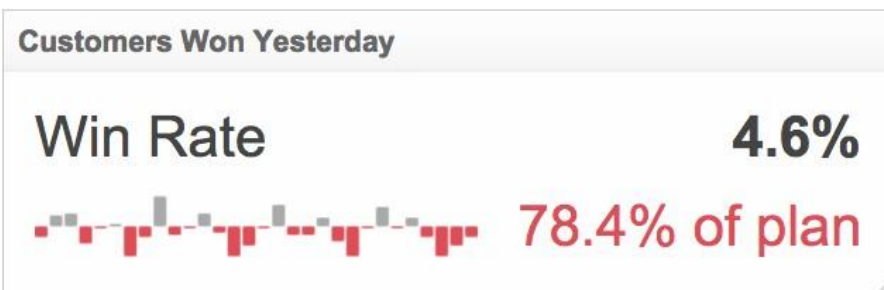 Customers Won Yesterday
Win Rate 4.6%
78.4% of plan